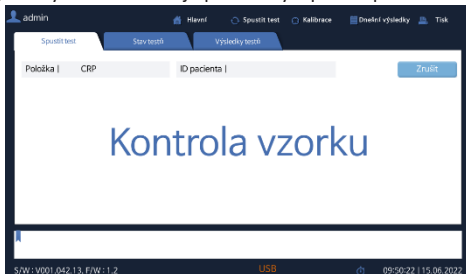 admin
Hlavní
Spustit test
Kalibrace
Dnešní výsledky
Tisk
Spustit test
Stav testů
Výsledky testů
Položka |
CRP
ID pacienta |
Zrušit
Kontrola vzorku
S/W : V001.042.13, F/W : 1.2
USB
09:50:22 | 15.06.2022